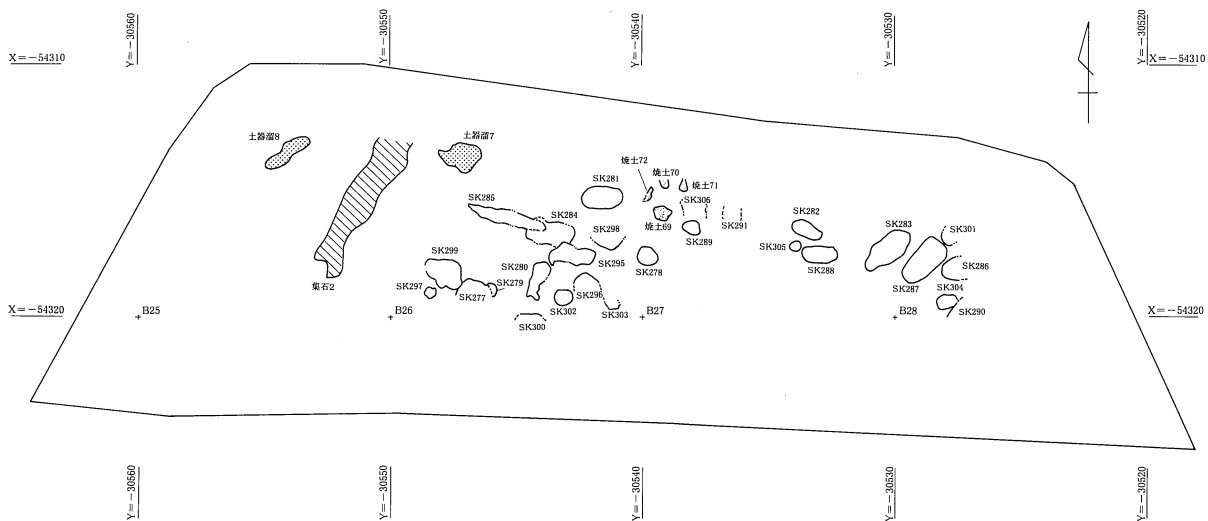 Y=-30560
Y=-30550
Y=-30540
Y=-30530
Y=-30520
X=-54310
X=-54310
土器溜8
土器溜7
焼土72
焼土70
焼土71
SK281
SK306
SK285
SK284
SK282
SK298
焼土69
SK289
SK291
SK283
SK301
SK305
SK299
SK280
SK295
SK278
SK288
SK286
SK297
SK279
SK287
SK304
集石2
SK277
SK296
SK302
SK303
SK290
SK300
X=-54320
B25
B26
B27
B28
X=-54320
Y=-30560
Y=-30550
Y=-30540
Y=-30530
Y=-30520